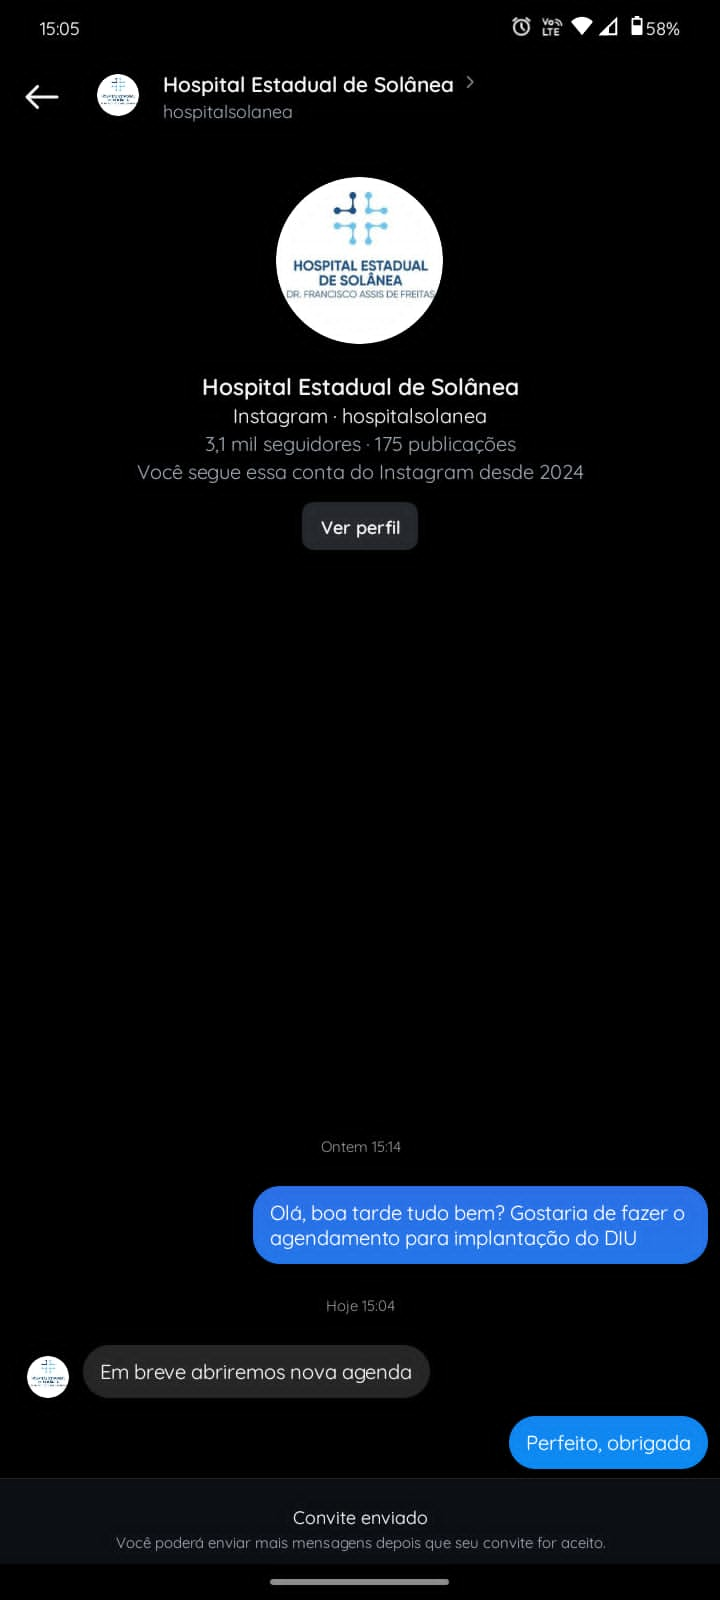 15:05
Vo))
LTE
58%
Hospital Estadual de Solânea
hospitalsolanea
HOSPITAL ESTADUAL
DE SOLÂNEA
DR. FRANCISCO ASSIS DE FREITAS
Hospital Estadual de Solânea
Instagram · hospitalsolanea
3,1 mil seguidores · 175 publicações
Você segue essa conta do Instagram desde 2024
Ver perfil
Ontem 15:14
Olá, boa tarde tudo bem? Gostaria de fazer o
agendamento para implantação do DIU
Hoje 15:04
Em breve abriremos nova agenda
Perfeito, obrigada
Convite enviado
Você poderá enviar mais mensagens depois que seu convite for aceito.